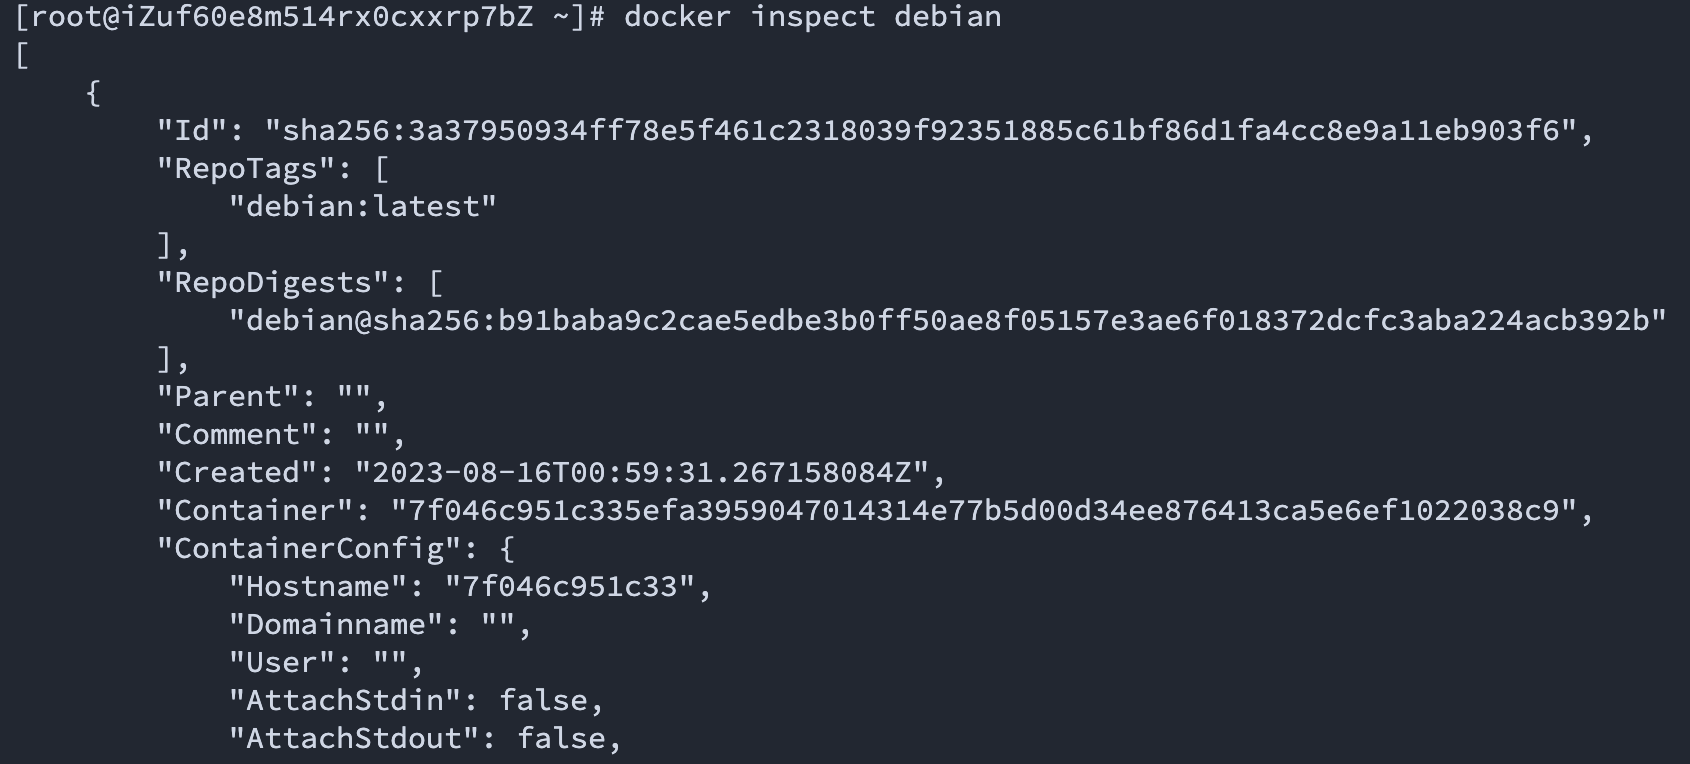 [root@iZuf60e8m514rx0cxxrp7bZ ~]# docker inspect debian
[
    {
        "Id": "sha256:3a37950934ff78e5f461c2318039f92351885c61bf86d1fa4cc8e9a11eb903f6",
        "RepoTags": [
            "debian:latest"
        ],
        "RepoDigests": [
            "debian@sha256:b91baba9c2cae5edbe3b0ff50ae8f05157e3ae6f018372dcfc3aba224acb392b"
        ],
        "Parent": "",
        "Comment": "",
        "Created": "2023-08-16T00:59:31.267158084Z",
        "Container": "7f046c951c335efa3959047014314e77b5d00d34ee876413ca5e6ef1022038c9",
        "ContainerConfig": {
            "Hostname": "7f046c951c33",
            "Domainname": "",
            "User": "",
            "AttachStdin": false,
            "AttachStdout": false,